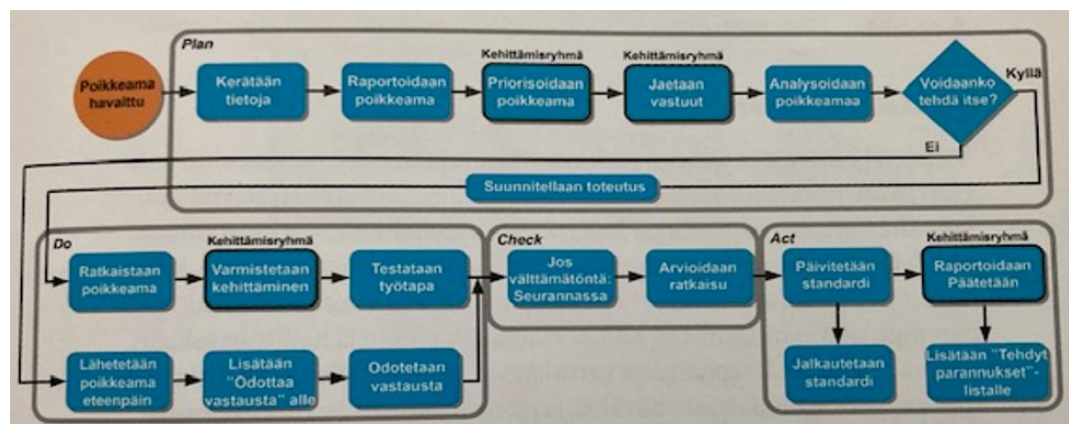 Plan
Poikkeama
havaittu
Kerätään
tietoja
Raportoidaan
poikkeama
Kehittämisryhmä
Priorisoidaan
poikkeama
Kehittämisryhmä
Jaetaan
vastuut
Analysoidaan
poikkeamaa
Voidaanko
tehdä itse?
Kyllä
Ei
Suunnitellaan toteutus
Do
Ratkaistaan
poikkeama
Kehittämisryhmä
Varmistetaan
kehittäminen
Testataan
työtapa
Lähetetään
poikkeama
eteenpäin
Lisätään
"Odottaa
vastausta" alle
Odotetaan
vastausta
Check
Jos
välttämätöntä:
Seurannassa
Arvioidaan
ratkaisu
Act
Päivitetään
standardi
Kehittämisryhmä
Raportoidaan
Päätetään
Jalkautetaan
standardi
Lisätään "Tehdyt
parannukset"-
listalle